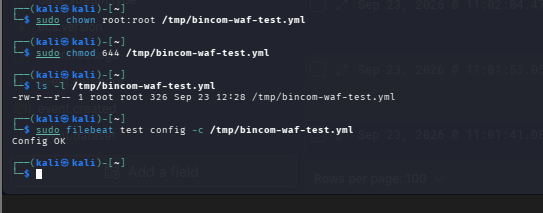 ┌──(kali㉿kali)-[~]
└─$ sudo chown root:root /tmp/bincom-waf-test.yml
┌──(kali㉿kali)-[~]
└─$ sudo chmod 644 /tmp/bincom-waf-test.yml
┌──(kali㉿kali)-[~]
└─$ ls -l /tmp/bincom-waf-test.yml
-rw-r--r-- 1 root root 326 Sep 23 12:28 /tmp/bincom-waf-test.yml
┌──(kali㉿kali)-[~]
└─$ sudo filebeat test config -c /tmp/bincom-waf-test.yml
Config OK
┌──(kali㉿kali)-[~]
└─$
Add a field
Rows per page: 100